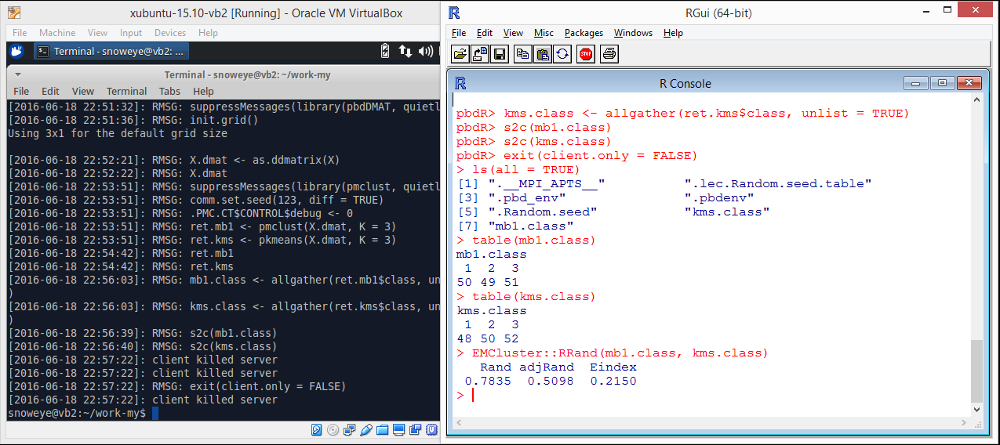 xubuntu-15.10-vb2 [Running] - Oracle VM VirtualBox
File Machine View Input Devices Help
Terminal - snoweye@vb2: ...
Terminal - snoweye@vb2: ~/work-my
File Edit View Terminal Tabs Help
[2016-06-18 22:51:32]: RMSG: suppressMessages(library(pbdDMAT, quietl
[2016-06-18 22:51:36]: RMSG: init.grid()
Using 3x1 for the default grid size
[2016-06-18 22:52:21]: RMSG: X.dmat <- as.ddmatrix(X)
[2016-06-18 22:52:22]: RMSG: X.dmat
[2016-06-18 22:53:51]: RMSG: suppressMessages(library(pmclust, quietl
[2016-06-18 22:53:51]: RMSG: comm.set.seed(123, diff = TRUE)
[2016-06-18 22:53:51]: RMSG: .PMC.CT$CONTROL$debug <- 0
[2016-06-18 22:53:51]: RMSG: ret.mb1 <- pmclust(X.dmat, K = 3)
[2016-06-18 22:53:51]: RMSG: ret.kms <- pkmeans(X.dmat, K = 3)
[2016-06-18 22:54:42]: RMSG: ret.mb1
[2016-06-18 22:54:42]: RMSG: ret.kms
[2016-06-18 22:56:03]: RMSG: mb1.class <- allgather(ret.mb1$class, un
)
[2016-06-18 22:56:03]: RMSG: kms.class <- allgather(ret.kms$class, un
)
[2016-06-18 22:56:39]: RMSG: s2c(mb1.class)
[2016-06-18 22:56:40]: RMSG: s2c(kms.class)
[2016-06-18 22:57:22]: client killed server
[2016-06-18 22:57:22]: client killed server
[2016-06-18 22:57:22]: RMSG: exit(client.only = FALSE)
[2016-06-18 22:57:22]: client killed server
snoweye@vb2:~/work-my$
RGui (64-bit)
File Edit View Misc Packages Windows Help
STOP
R Console
pbdR> kms.class <- allgather(ret.kms$class, unlist = TRUE)
pbdR> s2c(mb1.class)
pbdR> s2c(kms.class)
pbdR> exit(client.only = FALSE)
> ls(all = TRUE)
[1] ".__MPI_APTS__" ".lec.Random.seed.table"
[3] ".pbd_env" ".pbdenv"
[5] ".Random.seed" "kms.class"
[7] "mb1.class"
> table(mb1.class)
mb1.class
1 2 3
50 49 51
> table(kms.class)
kms.class
1 2 3
48 50 52
> EMCluster::RRand(mb1.class, kms.class)
Rand adjRand Eindex
0.7835 0.5098 0.2150
>